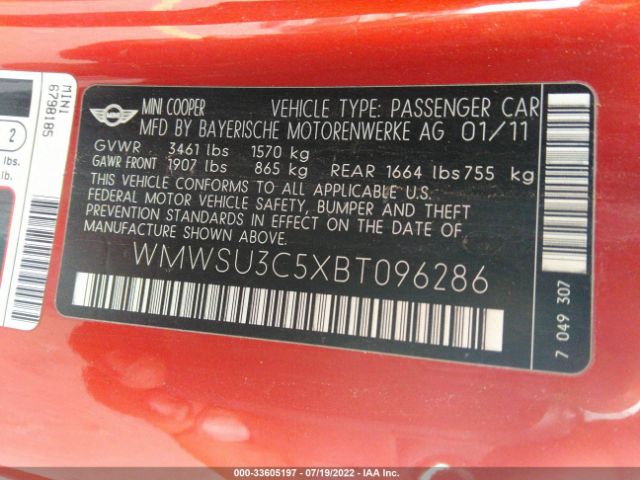 MINI
6798185
2
lbs.
lbs.
MINI COOPER VEHICLE TYPE: PASSENGER CAR
MFD BY BAYERISCHE MOTORENWERKE AG 01/11
GVWR 3461 lbs 1570 kg
GAWR FRONT 1907 lbs 865 kg REAR 1664 lbs 755 kg
THIS VEHICLE CONFORMS TO ALL APPLICABLE U.S.
FEDERAL MOTOR VEHICLE SAFETY, BUMPER AND THEFT
PREVENTION STANDARDS IN EFFECT ON THE DATE
OF MANUFACTURE SHOWN ABOVE.
WMWSU3C5XBT096286
7 049 307
000-33605197 - 07/19/2022 - IAA Inc.